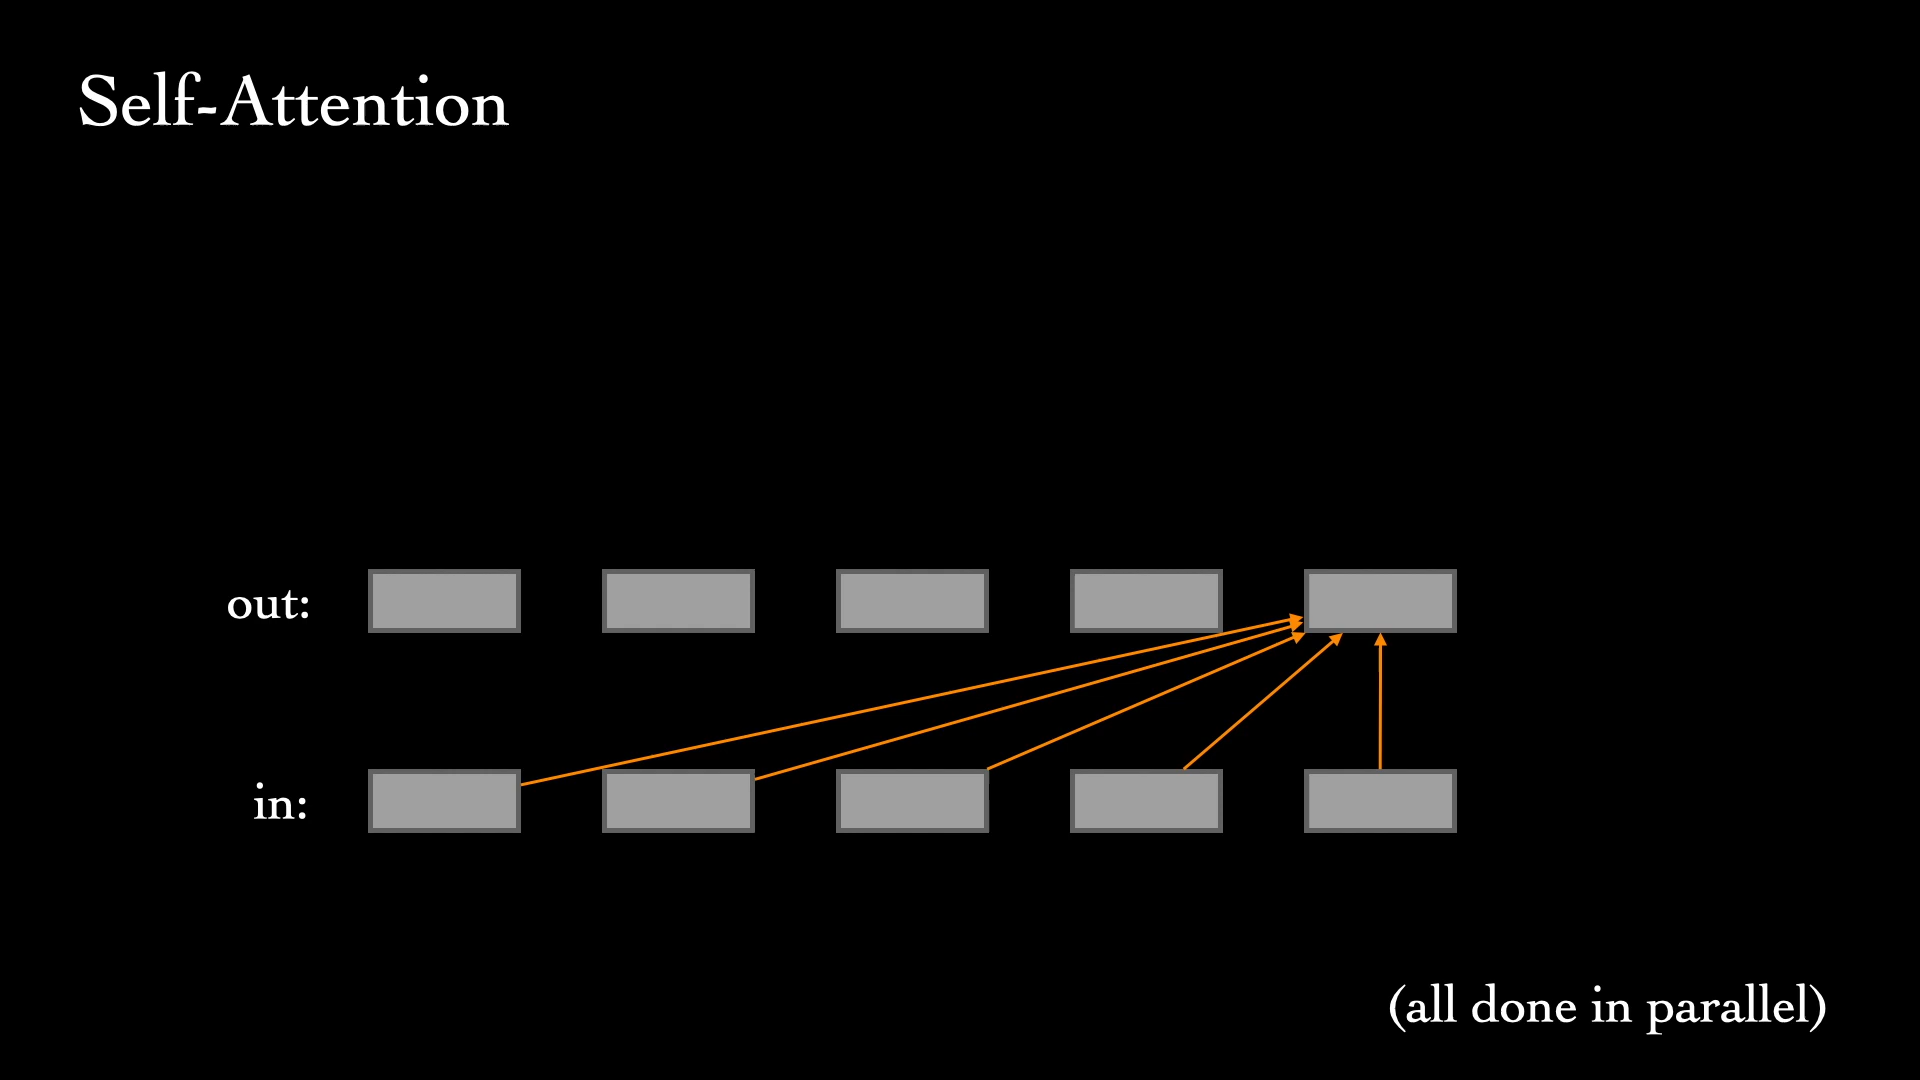 Self-Attention
out:
in:
(all done in parallel)